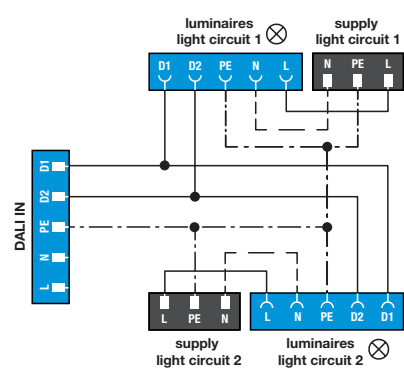 luminaires
light circuit 1
supply
light circuit 1
D1 D2 PE N L
N PE L
DALI IN
D1
D2
PE
N
L
L PE N
L N PE D2 D1
supply
light circuit 2
luminaires
light circuit 2